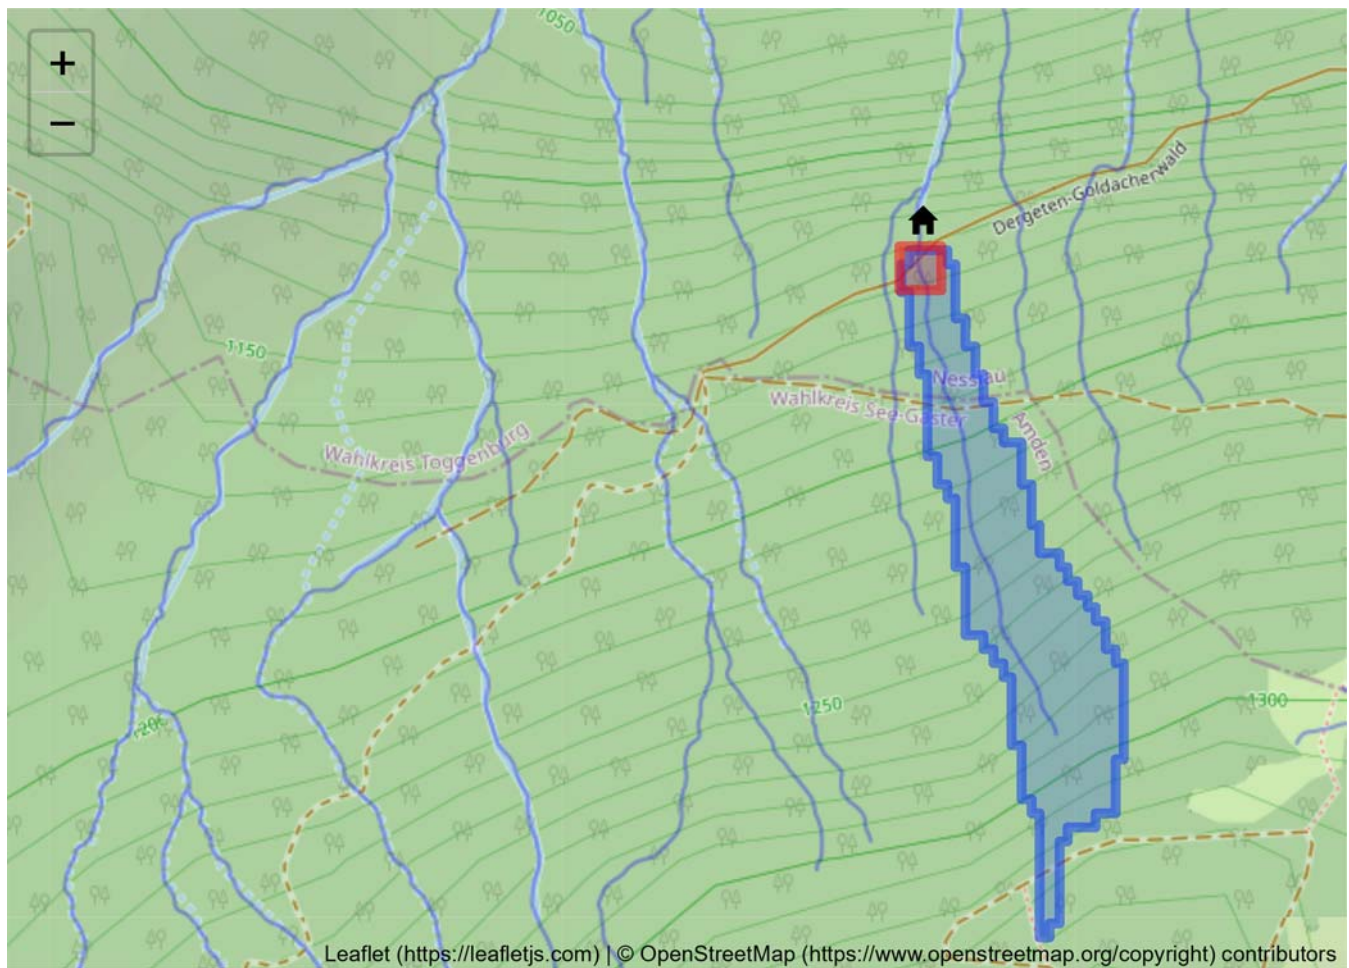 1050
+
−
Dergeten-Goldacherwald
1150
Nesslau
Wahlkreis See-Gaster
Amden
Wahlkreis Toggenburg
1250
1300
1200
Leaflet (https://leafletjs.com) | © OpenStreetMap (https://www.openstreetmap.org/copyright) contributors